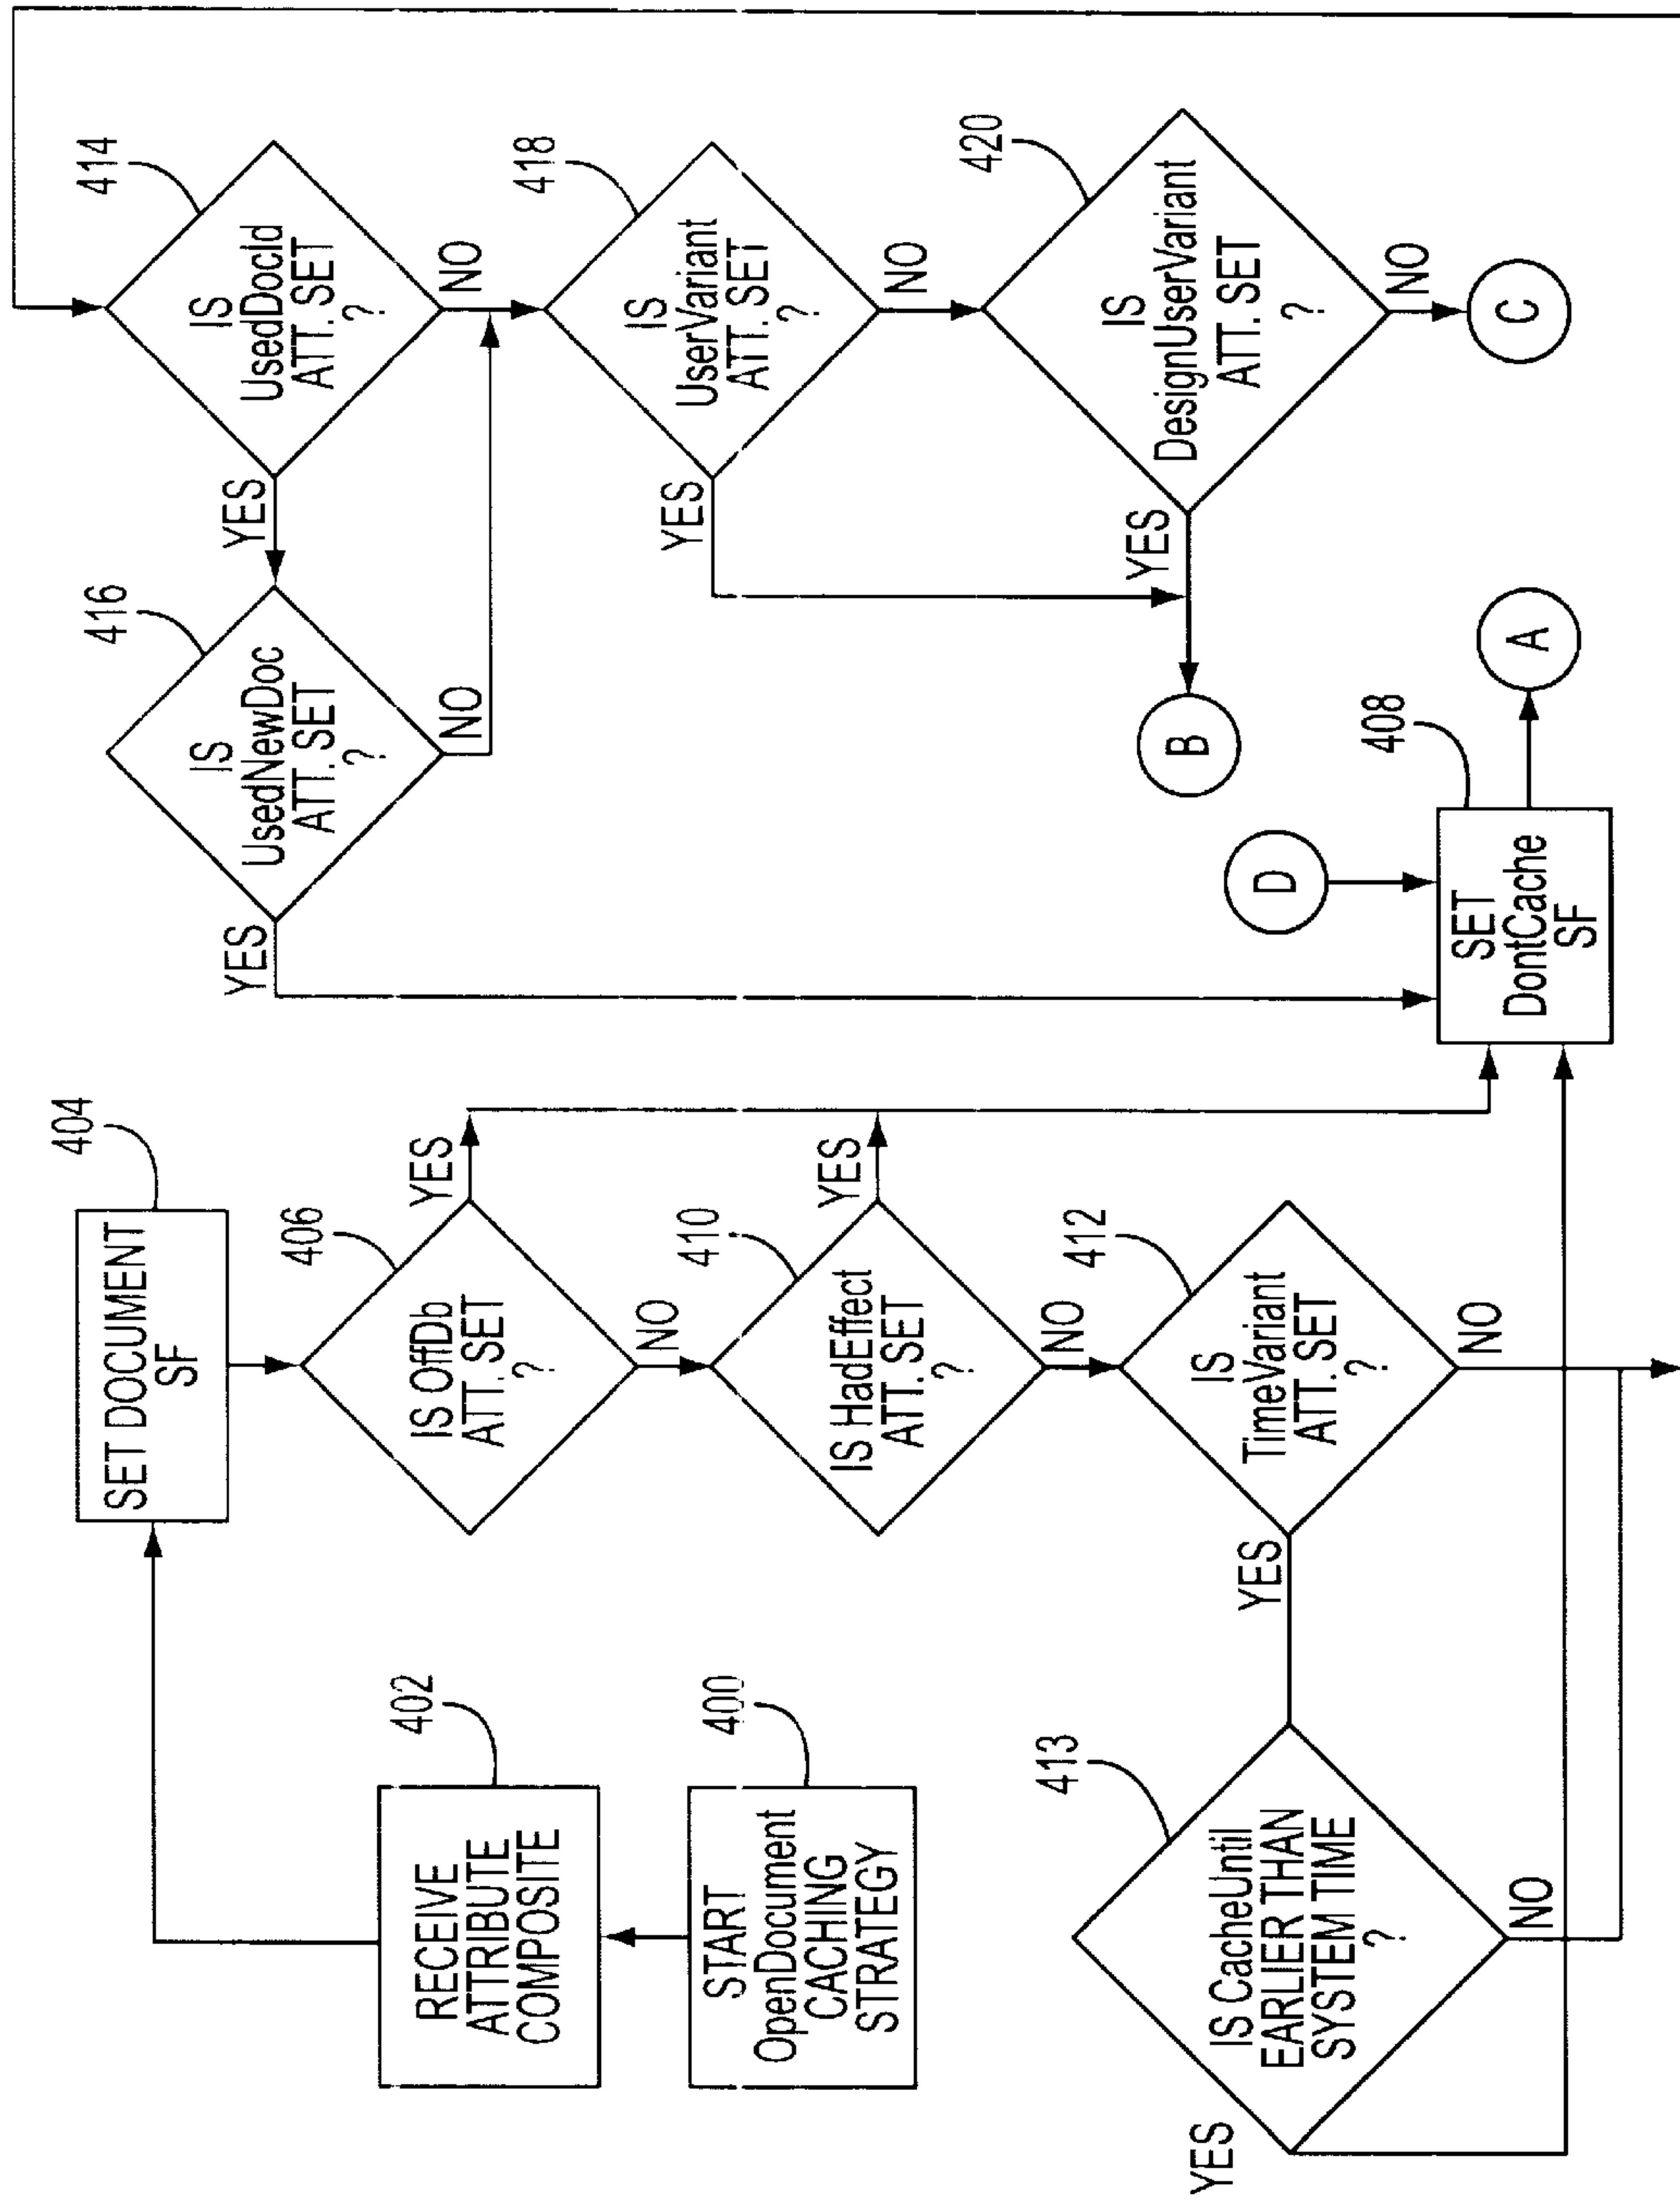 400
START
OpenDocument
CACHING
STRATEGY
402
RECEIVE
ATTRIBUTE
COMPOSITE
404
SET DOCUMENT
SF
406
IS OffDb
ATT. SET
?
YES
NO
410
IS HadEffect
ATT. SET
?
YES
NO
412
IS
TimeVariant
ATT. SET
?
YES
NO
413
IS CacheUntil
EARLIER THAN
SYSTEM TIME
?
YES
NO
414
IS
UsedDocId
ATT. SET
?
YES
NO
416
IS
UsedNewDoc
ATT. SET
?
YES
NO
418
IS
UserVariant
ATT. SET
?
YES
NO
420
IS
DesignUserVariant
ATT. SET
?
YES
NO
B
C
D
408
SET
DontCache
SF
A